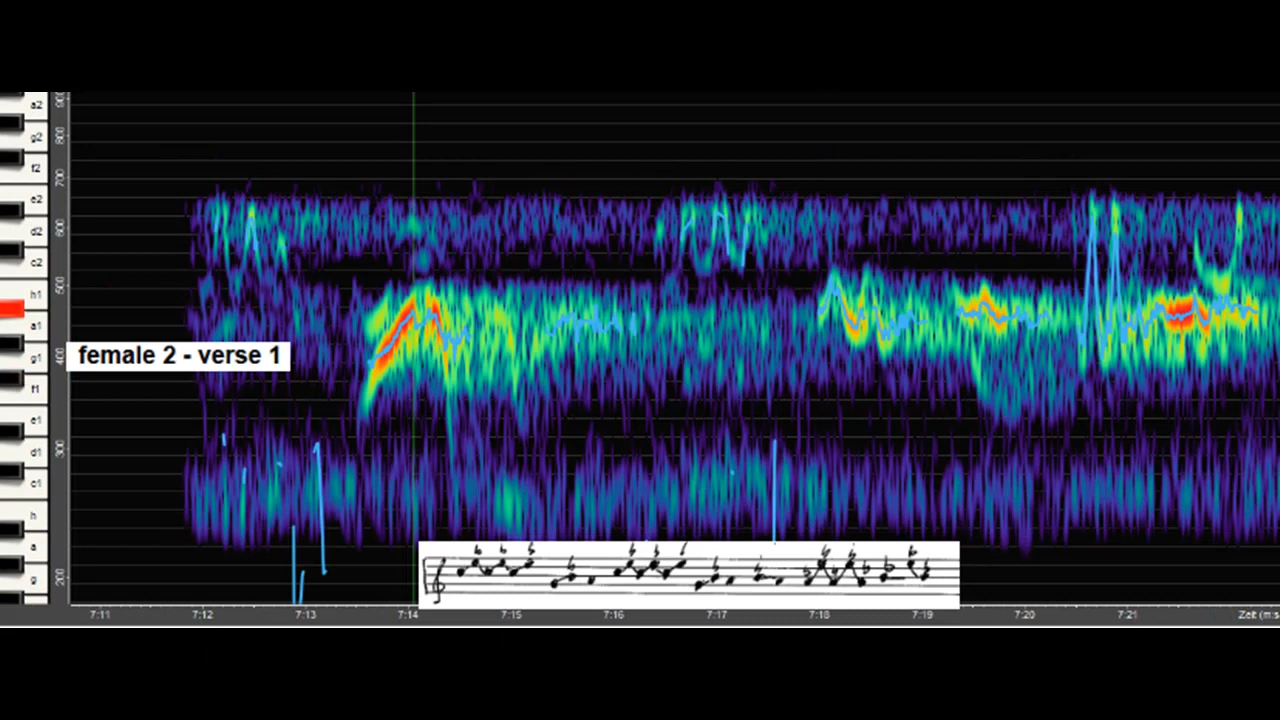 a2
g2
f2
e2
d2
c2
h1
a1
g1
f1
e1
d1
c1
h
a
g
900
800
700
600
500
400
300
200
female 2 - verse 1
7:11 7:12 7:13 7:14 7:15 7:16 7:17 7:18 7:19 7:20 7:21 Zeit (m:s